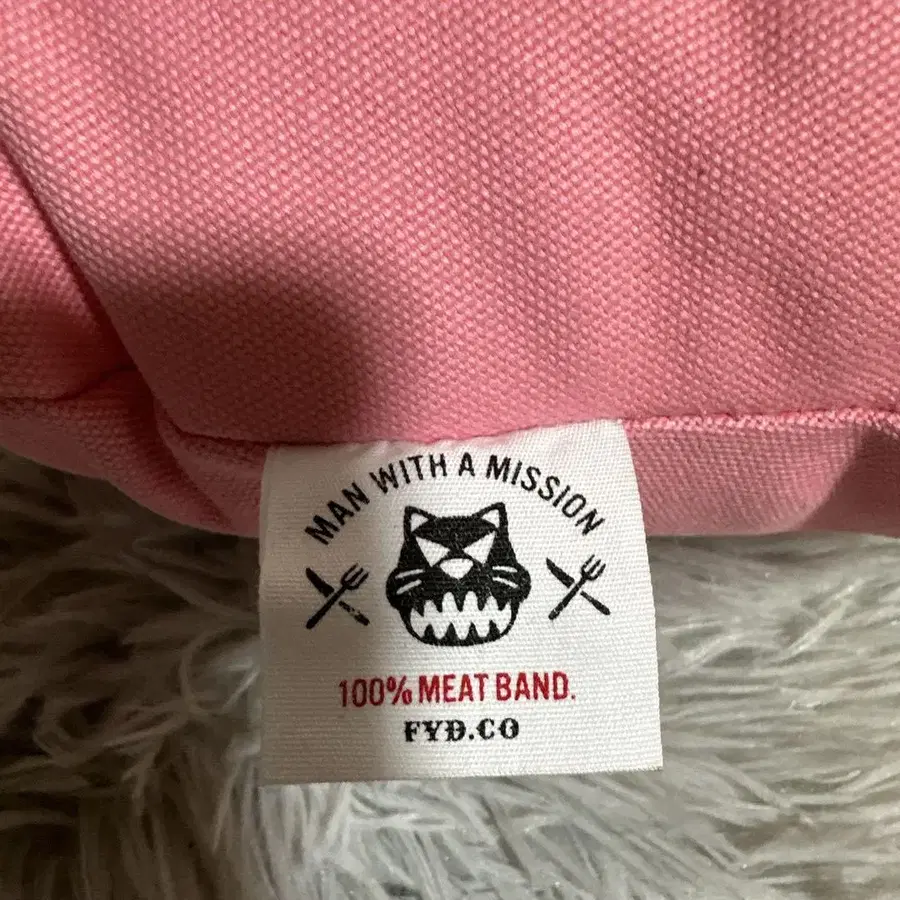 MAN WITH A MISSION
100% MEAT BAND.
FYD.CO